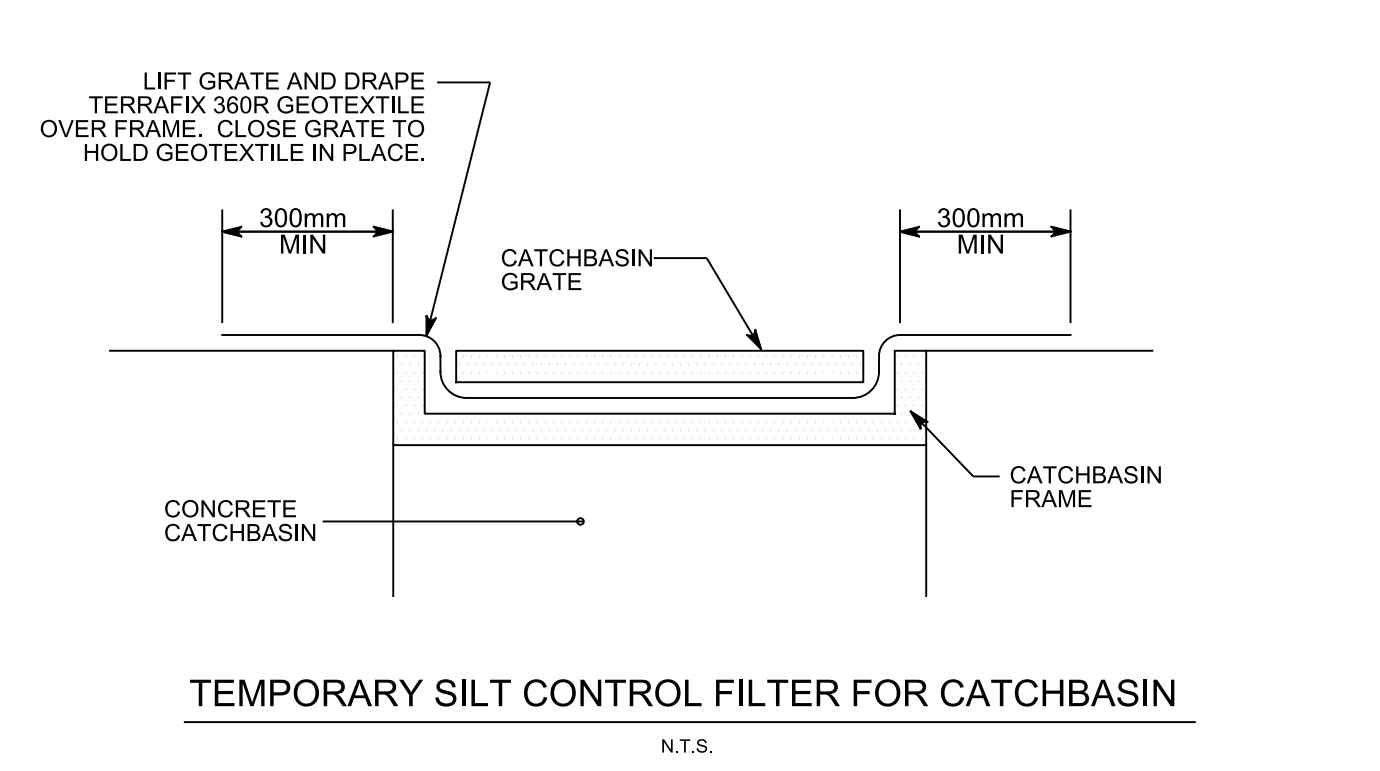 LIFT GRATE AND DRAPE
TERRAFIX 360R GEOTEXTILE
OVER FRAME.  CLOSE GRATE TO
HOLD GEOTEXTILE IN PLACE.
300mm
MIN
300mm
MIN
CATCHBASIN
GRATE
CATCHBASIN
FRAME
CONCRETE
CATCHBASIN
TEMPORARY SILT CONTROL FILTER FOR CATCHBASIN
N.T.S.